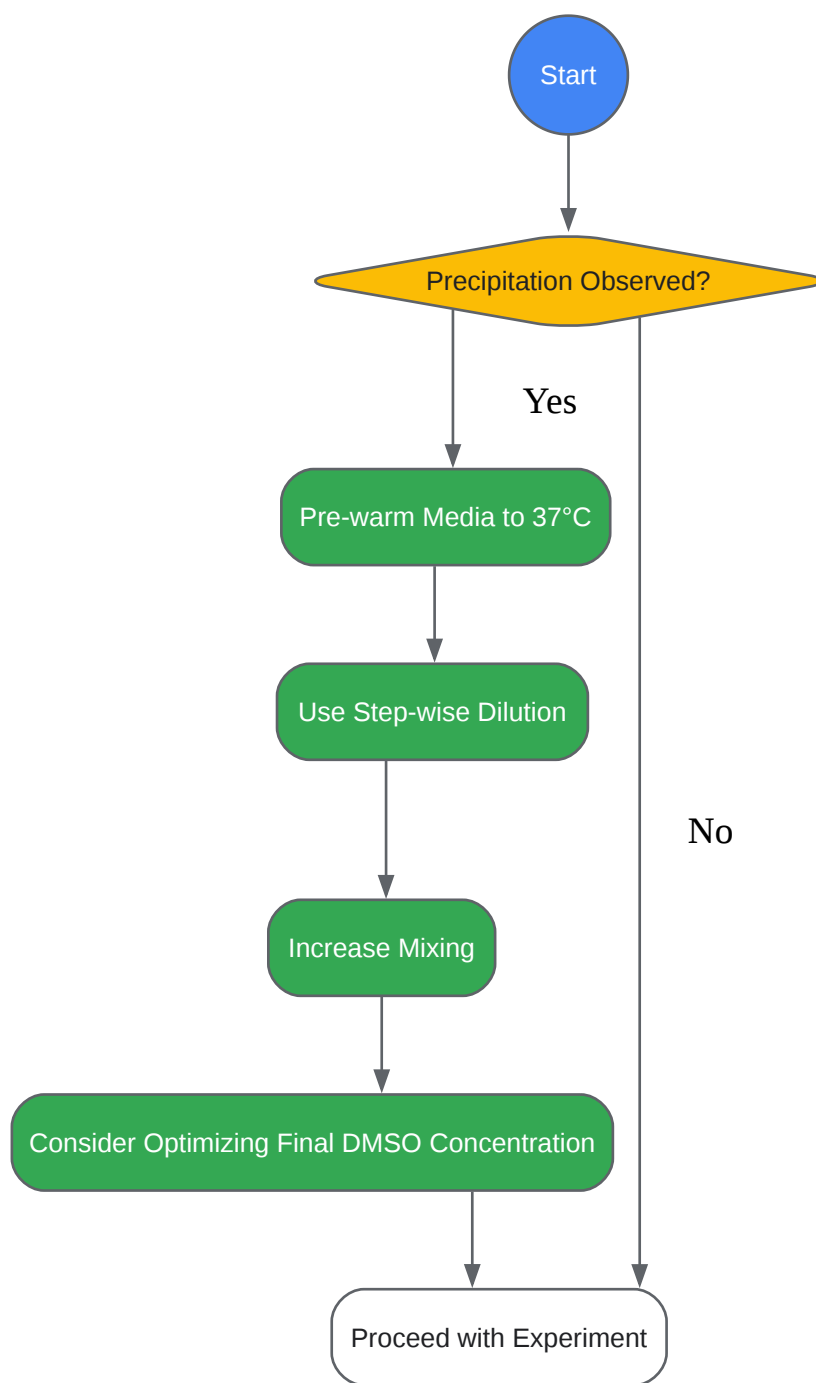 Start
Precipitation Observed?
Yes
Pre-warm Media to 37°C
Use Step-wise Dilution
No
Increase Mixing
Consider Optimizing Final DMSO Concentration
Proceed with Experiment